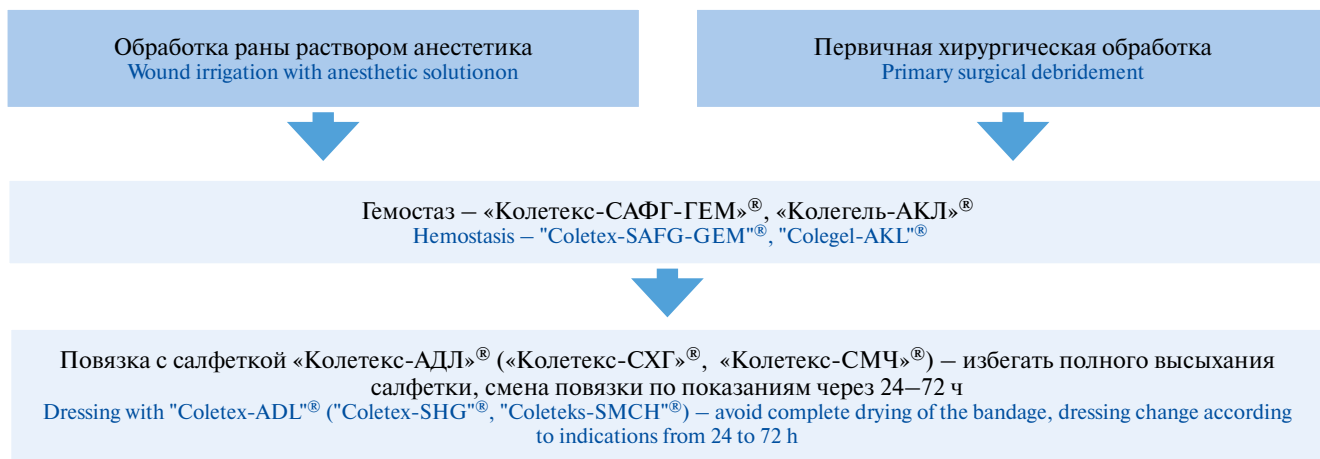 Обработка раны раствором анестетика
Wound irrigation with anesthetic solutionon
Первичная хирургическая обработка
Primary surgical debridement
Гемостаз – «Колетекс-САФГ-ГЕМ»®, «Колегель-АКЛ»®
Hemostasis – "Coletex-SAFG-GEM"®, "Colegel-AKL"®
Повязка с салфеткой «Колетекс-АДЛ»® («Колетекс-СХГ»®, «Колетекс-СМЧ»®) – избегать полного высыхания
салфетки, смена повязки по показаниям через 24–72 ч
Dressing with "Coletex-ADL"® ("Coletex-SHG"®, "Coleteks-SMCH"®) – avoid complete drying of the bandage, dressing change according
to indications from 24 to 72 h